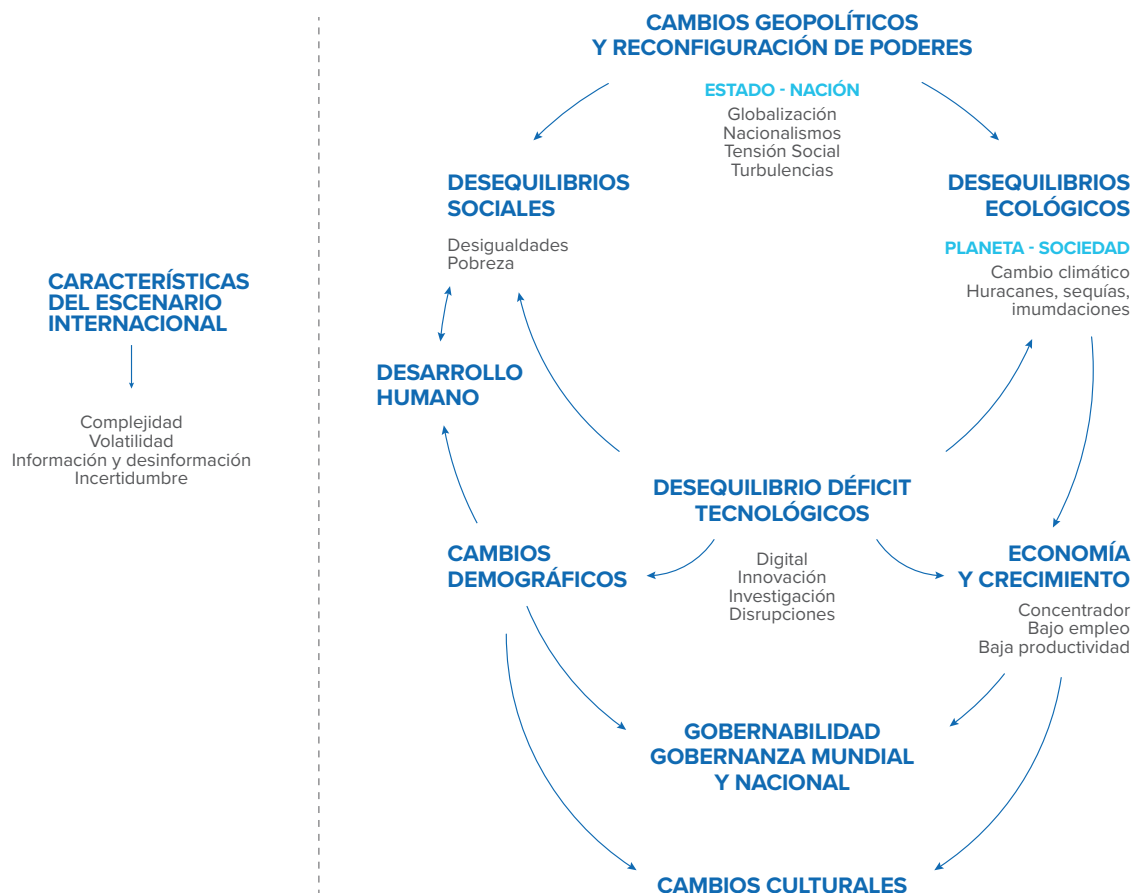 CARACTERÍSTICAS
DEL ESCENARIO
INTERNACIONAL
Complejidad
Volatilidad
Información y desinformación
Incertidumbre
CAMBIOS GEOPOLÍTICOS
Y RECONFIGURACIÓN DE PODERES
ESTADO - NACIÓN
Globalización
Nacionalismos
Tensión Social
Turbulencias
DESEQUILIBRIOS
SOCIALES
Desigualdades
Pobreza
DESEQUILIBRIOS
ECOLÓGICOS
PLANETA - SOCIEDAD
Cambio climático
Huracanes, sequías,
imumdaciones
DESARROLLO
HUMANO
DESEQUILIBRIO DÉFICIT
TECNOLÓGICOS
Digital
Innovación
Investigación
Disrupciones
CAMBIOS
DEMOGRÁFICOS
ECONOMÍA
Y CRECIMIENTO
Concentrador
Bajo empleo
Baja productividad
GOBERNABILIDAD
GOBERNANZA MUNDIAL
Y NACIONAL
CAMBIOS CULTURALES